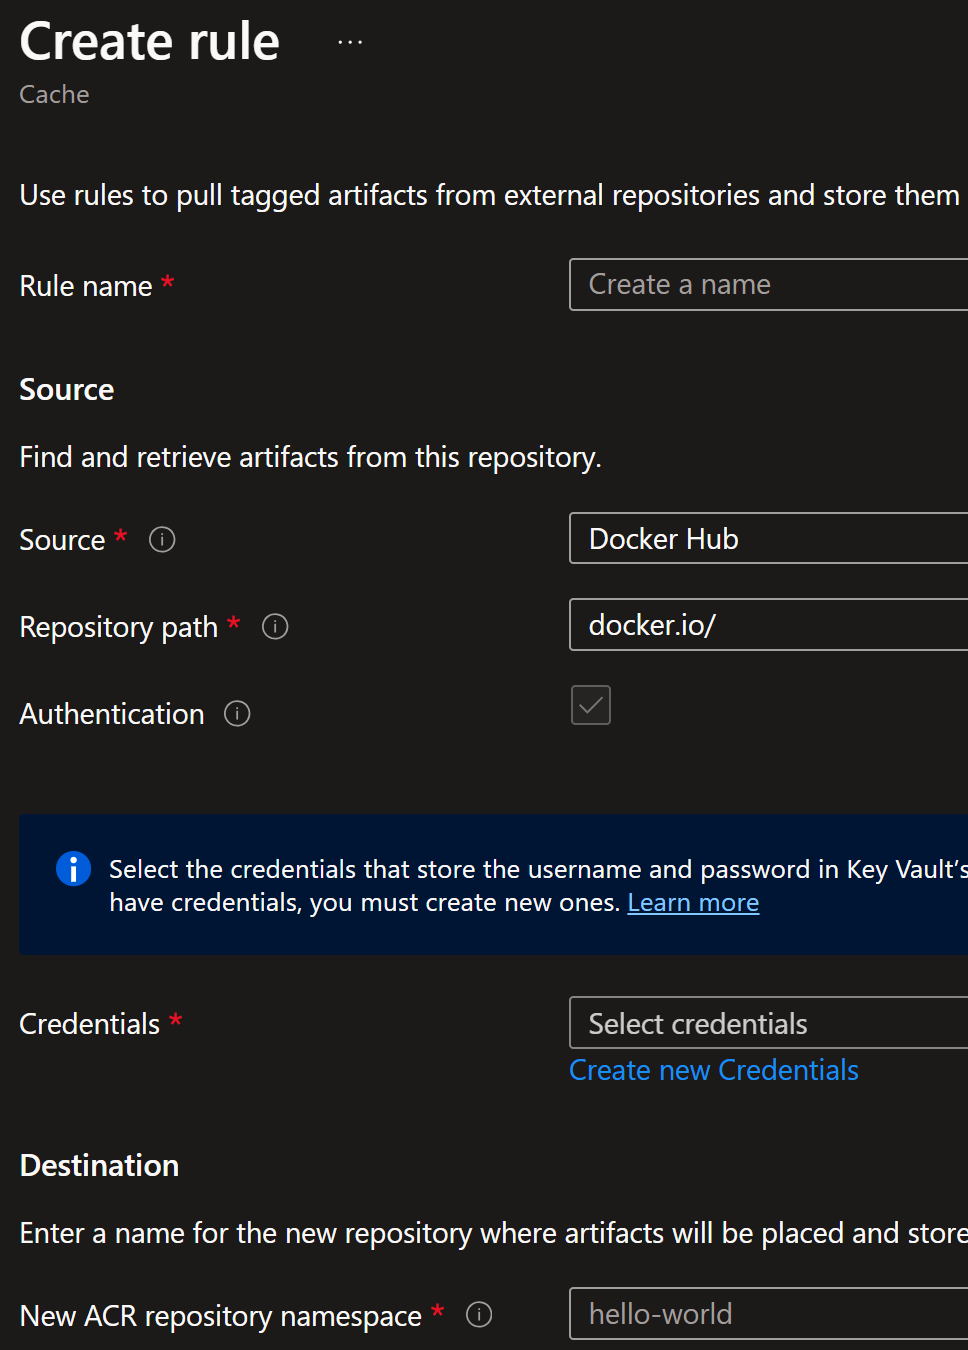 Create rule ...
Cache
Use rules to pull tagged artifacts from external repositories and store them
Rule name *
Create a name
Source
Find and retrieve artifacts from this repository.
Source *
Docker Hub
Repository path *
docker.io/
Authentication
Select the credentials that store the username and password in Key Vault’s
have credentials, you must create new ones. Learn more
Credentials *
Select credentials
Create new Credentials
Destination
Enter a name for the new repository where artifacts will be placed and store
New ACR repository namespace *
hello-world